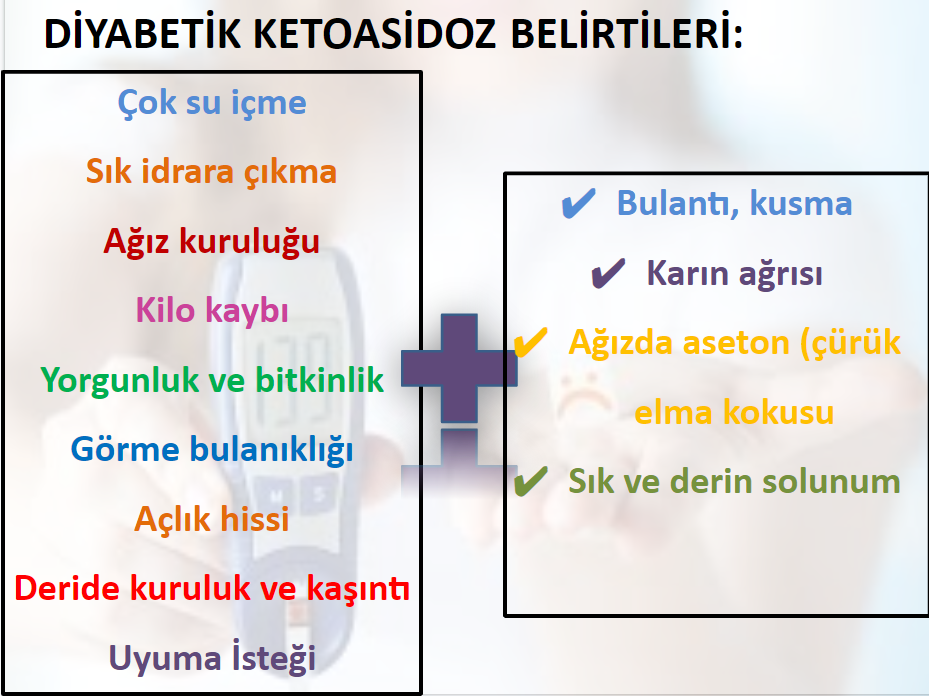 DİYABETİK KETOASİDOZ BELİRTİLERİ:
Çok su içme
Sık idrara çıkma
Ağız kuruluğu
Kilo kaybı
Yorgunluk ve bitkinlik
Görme bulanıklığı
Açlık hissi
Deride kuruluk ve kaşıntı
Uyuma İsteği
✔ Bulantı, kusma
✔ Karın ağrısı
✔ Ağızda aseton (çürük
elma kokusu
✔ Sık ve derin solunum